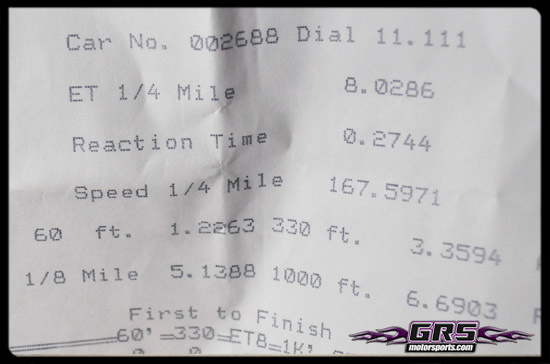 Car No. 002688 Dial 11.111
ET 1/4 Mile 8.0286
Reaction Time 0.2744
Speed 1/4 Mile 167.5971
60 ft. 1.2263 330 ft. 3.3594
1/8 Mile 5.1388 1000 ft. 6.6903
First to Finish
60'=330=ET8=1K'
GRS
motorsports.com